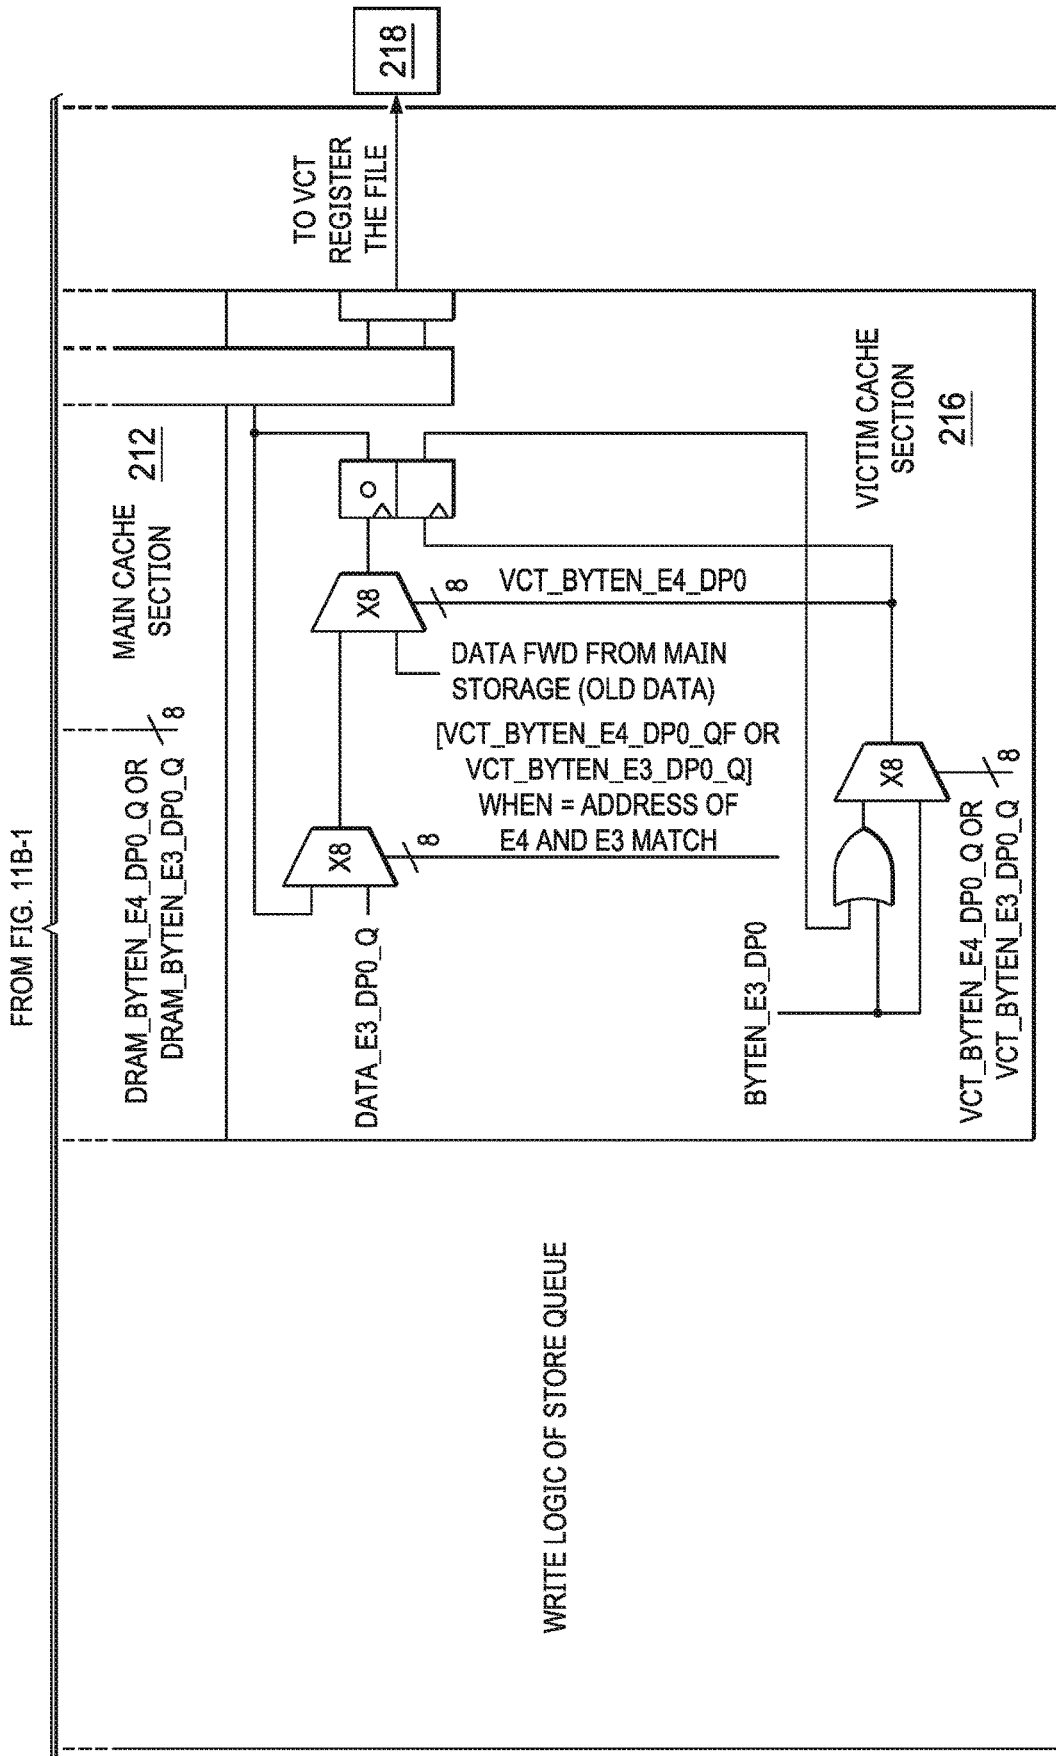 FROM FIG. 11B-1
218
TO VCT
REGISTER
THE FILE
MAIN CACHE
SECTION
212
DRAM_BYTEN_E4_DP0_Q OR
DRAM_BYTEN_E3_DP0_Q
8
O
X8
8
VCT_BYTEN_E4_DP0
DATA FWD FROM MAIN
STORAGE (OLD DATA)
[VCT_BYTEN_E4_DP0_QF OR
VCT_BYTEN_E3_DP0_Q]
WHEN = ADDRESS OF
E4 AND E3 MATCH
X8
8
DATA_E3_DP0_Q
BYTEN_E3_DP0
X8
8
VCT_BYTEN_E4_DP0_Q OR
VCT_BYTEN_E3_DP0_Q
VICTIM CACHE
SECTION
216
WRITE LOGIC OF STORE QUEUE